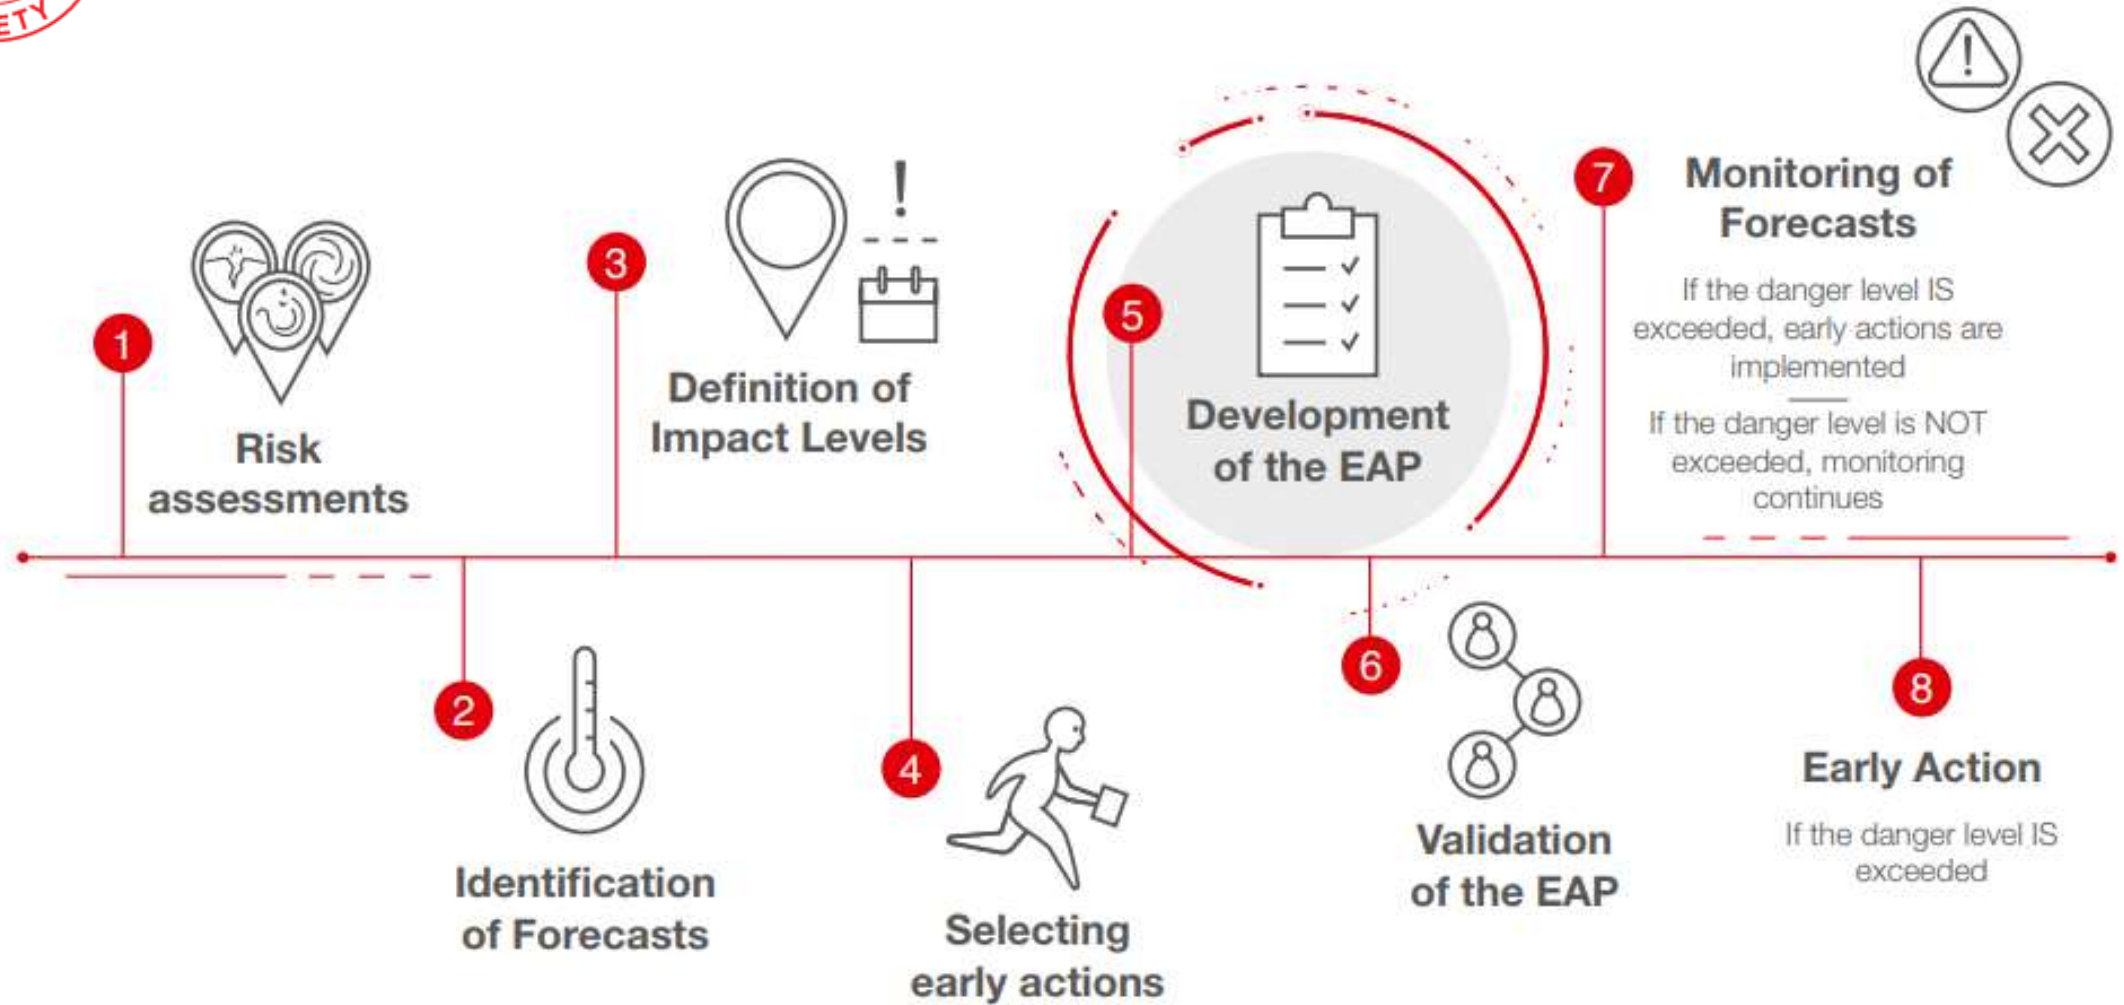 ETY
1
Risk
assessments
2
Identification
of Forecasts
3
!
Definition of
Impact Levels
4
Selecting
early actions
5
Development
of the EAP
6
Validation
of the EAP
7
Monitoring of
Forecasts
If the danger level IS
exceeded, early actions are
implemented
If the danger level is NOT
exceeded, monitoring
continues
8
Early Action
If the danger level IS
exceeded